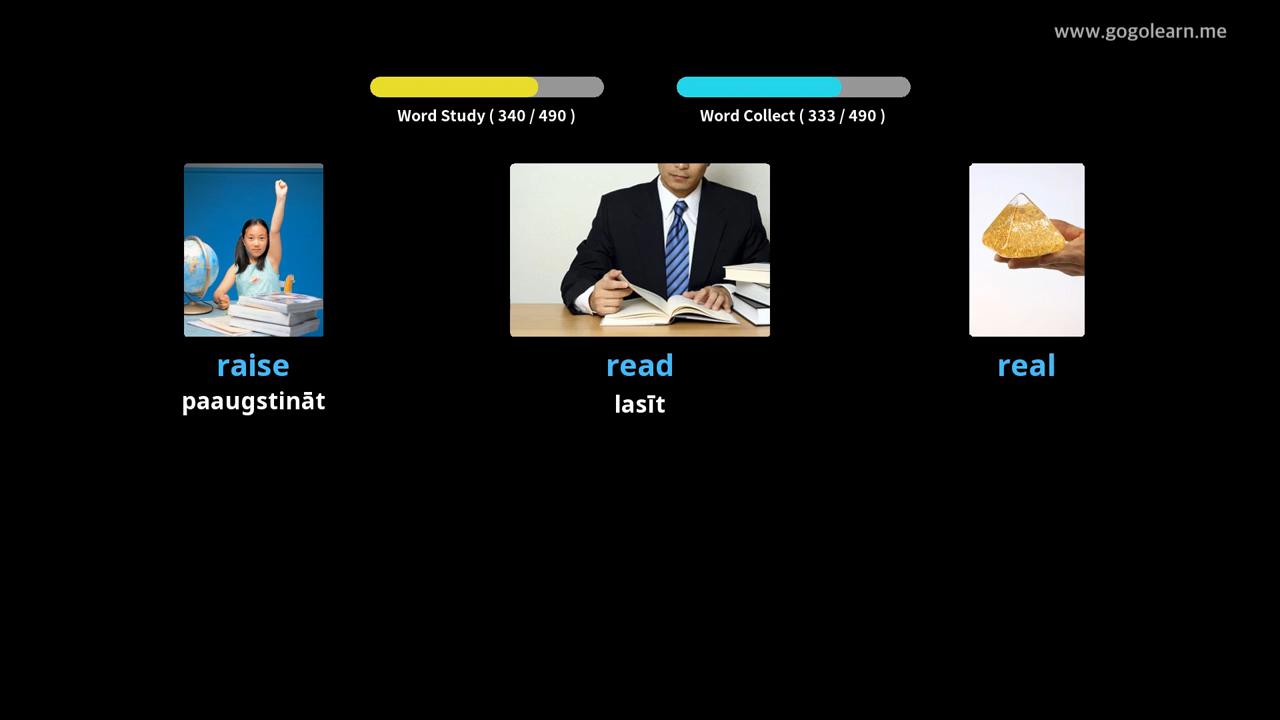 www.gogolearn.me
Word Study ( 340 / 490 )
Word Collect ( 333 / 490 )
raise
paaugstināt
read
lasīt
real